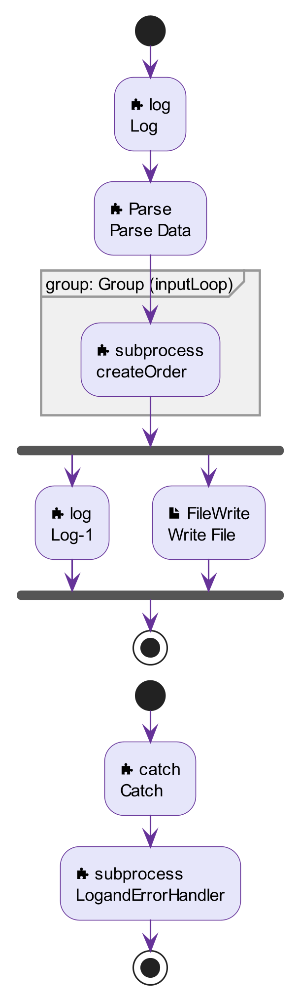 log
Log
Parse
Parse Data
group: Group (inputLoop)
subprocess
createOrder
log
Log-1
FileWrite
Write File
catch
Catch
subprocess
LogandErrorHandler